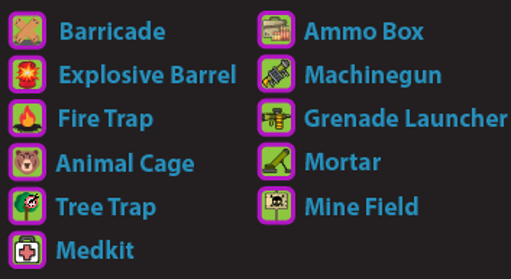 Barricade
Explosive Barrel
Fire Trap
Animal Cage
Tree Trap
Medkit
Ammo Box
Machinegun
Grenade Launcher
Mortar
Mine Field